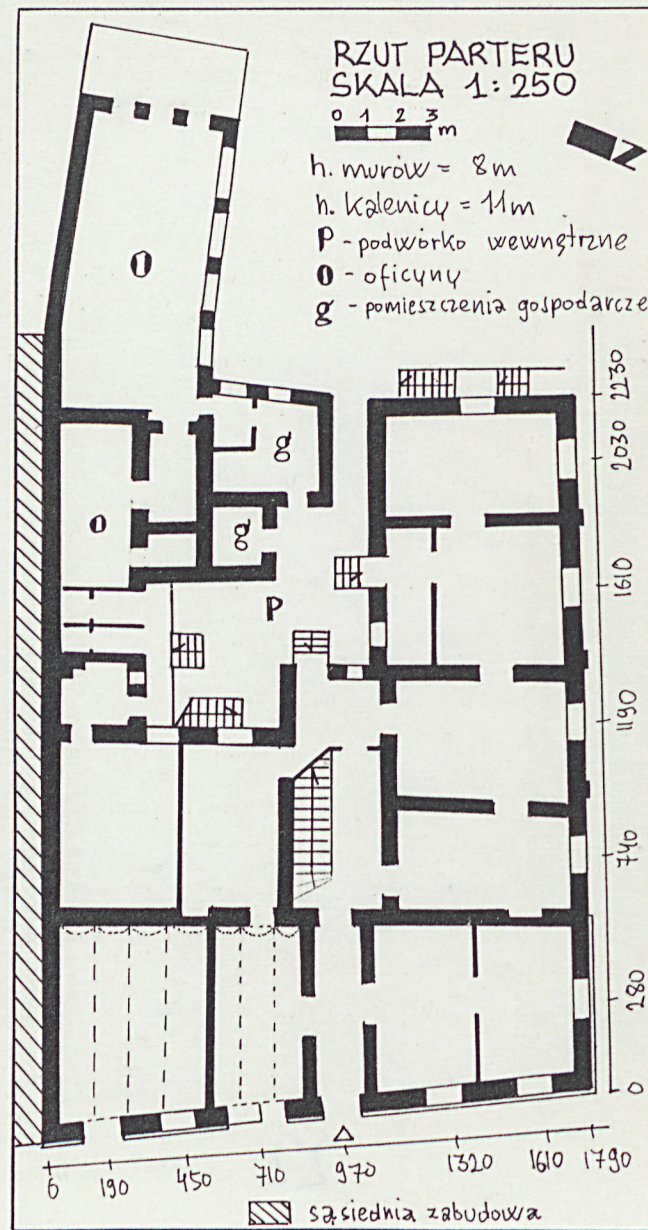 RZUT PARTERU
SKALA 1:250
0 1 2 3
m
N
h. murów = 8m
h. kalenicy = 11m
P - podwórko wewnętrzne
O - oficyny
g - pomieszczenia gospodarcze
O
g
O
g
P
2230
2030
1610
1190
740
280
0
0 190 450 710 970 1320 1610 1790
sąsiednia zabudowa